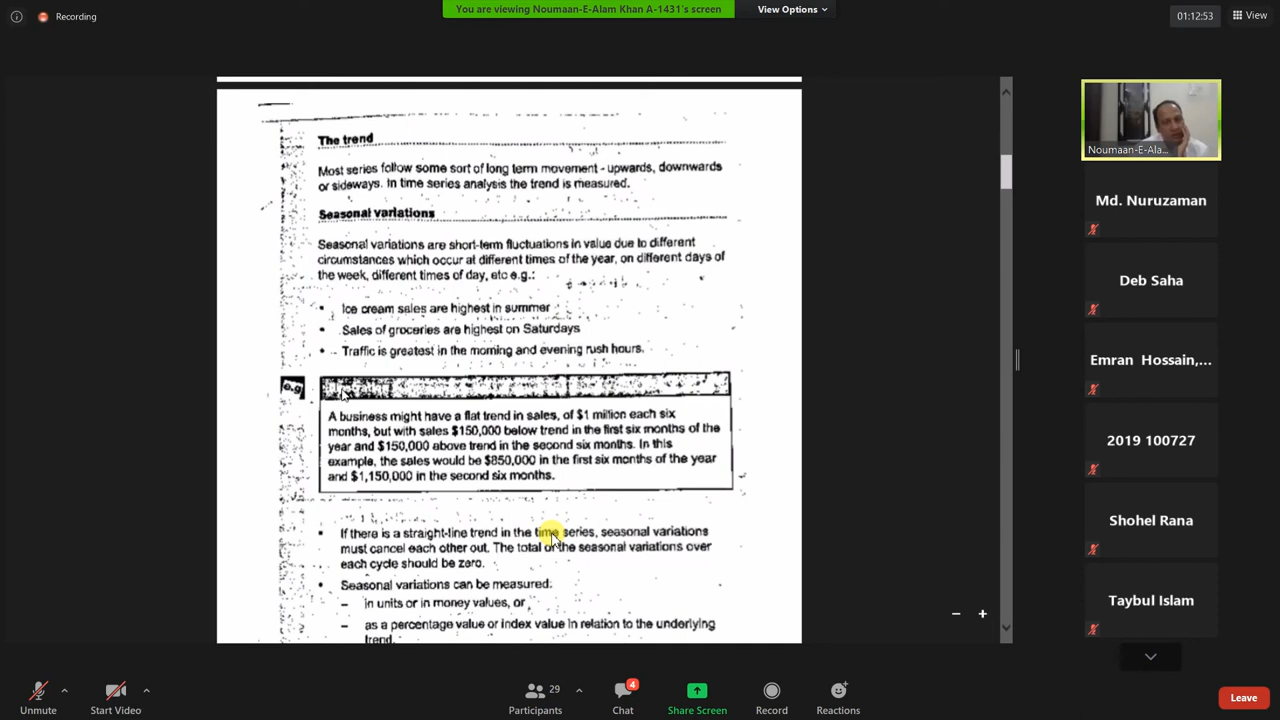 Recording
You are viewing Noumaan-E-Alam Khan A-1431's screen
View Options
01:12:53
View
The trend
Most series follow some sort of long term movement - upwards, downwards
or sideways. In time series analysis the trend is measured.
Seasonal variations
Seasonal variations are short-term fluctuations in value due to different
circumstances which occur at different times of the year, on different days of
the week, different times of day, etc e.g.:
• Ice cream sales are highest in summer
• Sales of groceries are highest on Saturdays
• Traffic is greatest in the morning and evening rush hours.
e.g
A business might have a flat trend in sales, of $1 million each six
months, but with sales $150,000 below trend in the first six months of the
year and $150,000 above trend in the second six months. In this
example, the sales would be $850,000 in the first six months of the year
and $1,150,000 in the second six months.
• If there is a straight-line trend in the time series, seasonal variations
must cancel each other out. The total of the seasonal variations over
each cycle should be zero.
• Seasonal variations can be measured:
– in units or in money values, or
– as a percentage value or index value in relation to the underlying
trend.
Noumaan-E-Ala...
Md. Nuruzaman
Deb Saha
Emran Hossain,...
2019 100727
Shohel Rana
Taybul Islam
Unmute
Start Video
29
Participants
4
Chat
Share Screen
Record
Reactions
Leave